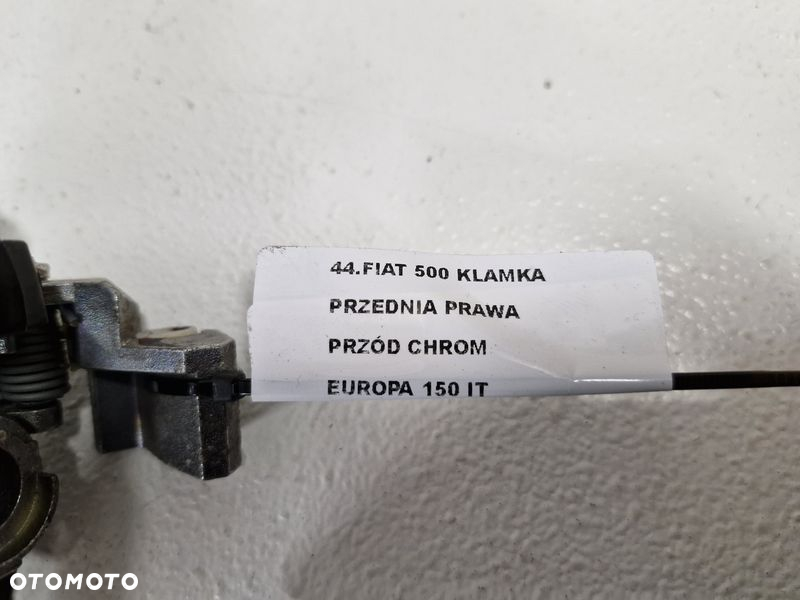 44.FIAT 500 KLAMKA
PRZEDNIA PRAWA
PRZÓD CHROM
EUROPA 150 IT
OTOMOTO